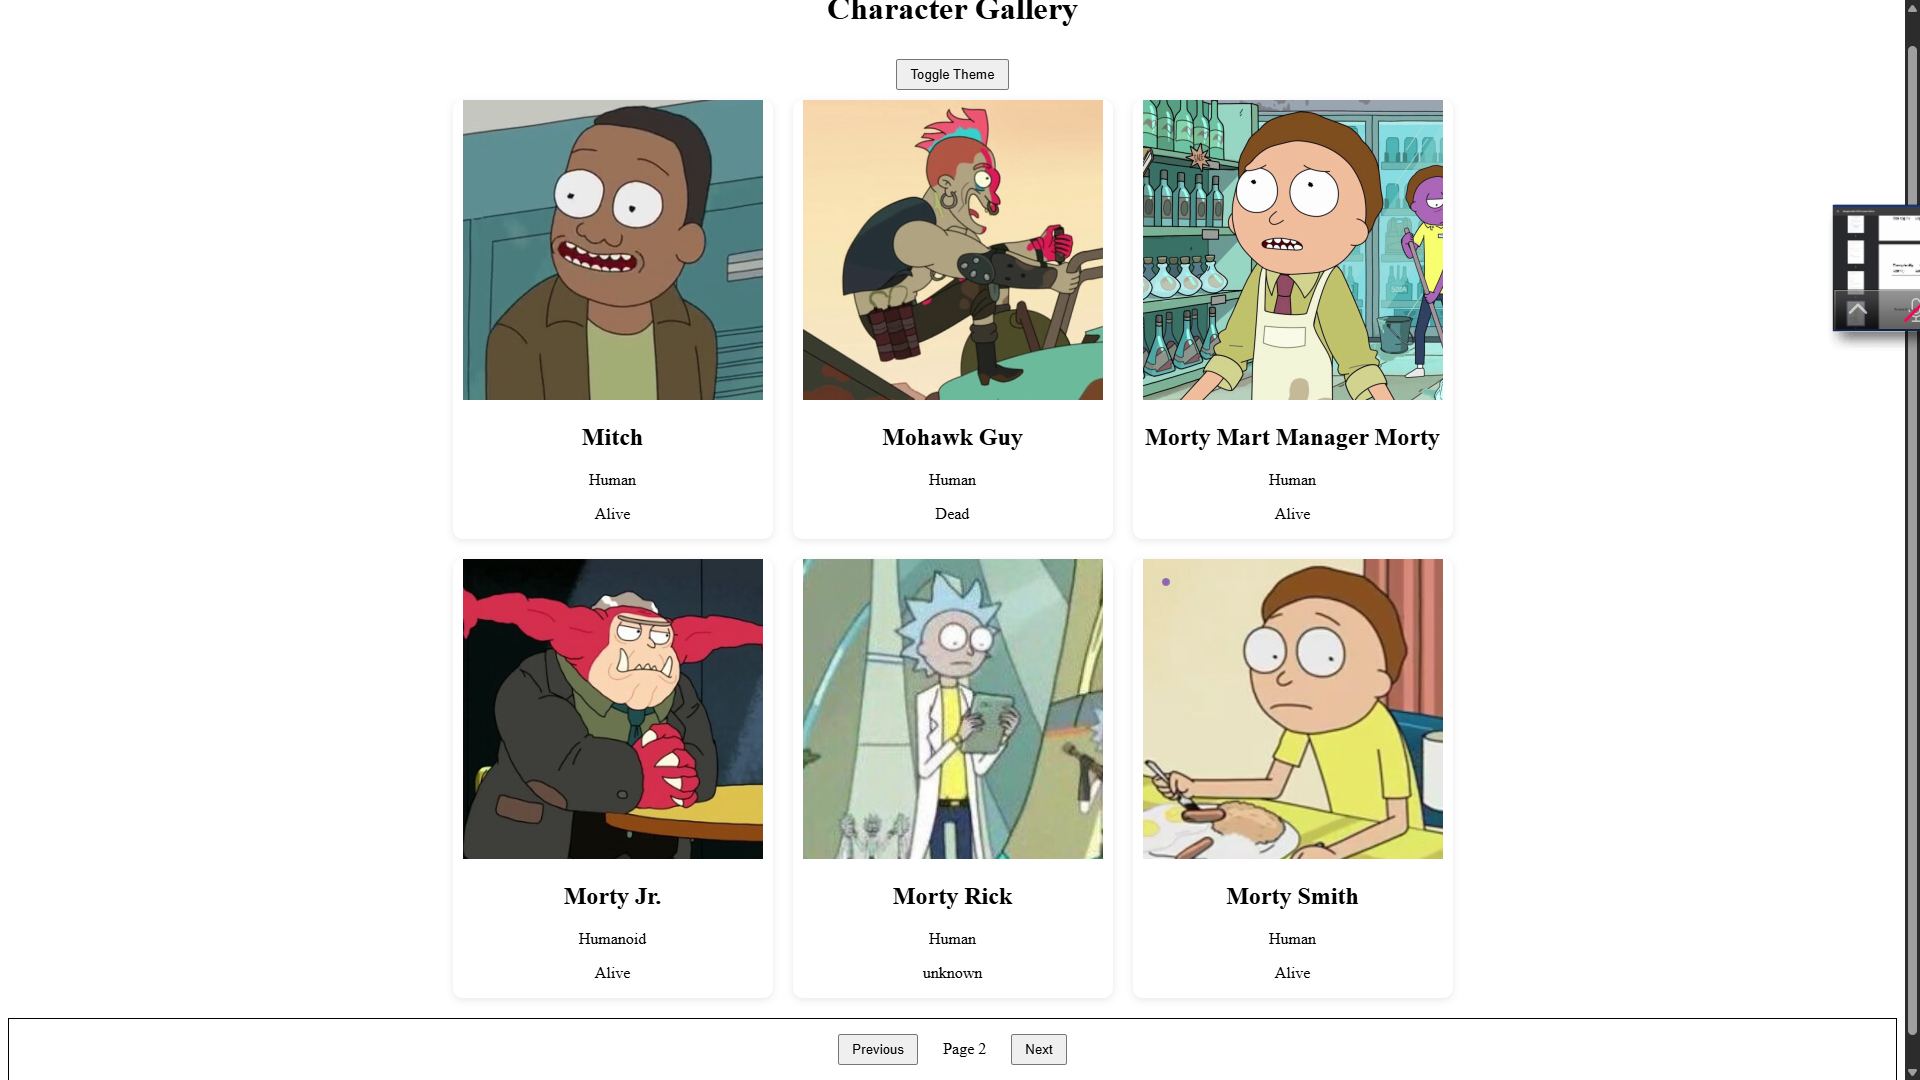 Character Gallery
Toggle Theme
Mitch
Human
Alive
Mohawk Guy
Human
Dead
Morty Mart Manager Morty
Human
Alive
Morty Jr.
Humanoid
Alive
Morty Rick
Human
unknown
Morty Smith
Human
Alive
Previous
Page 2
Next